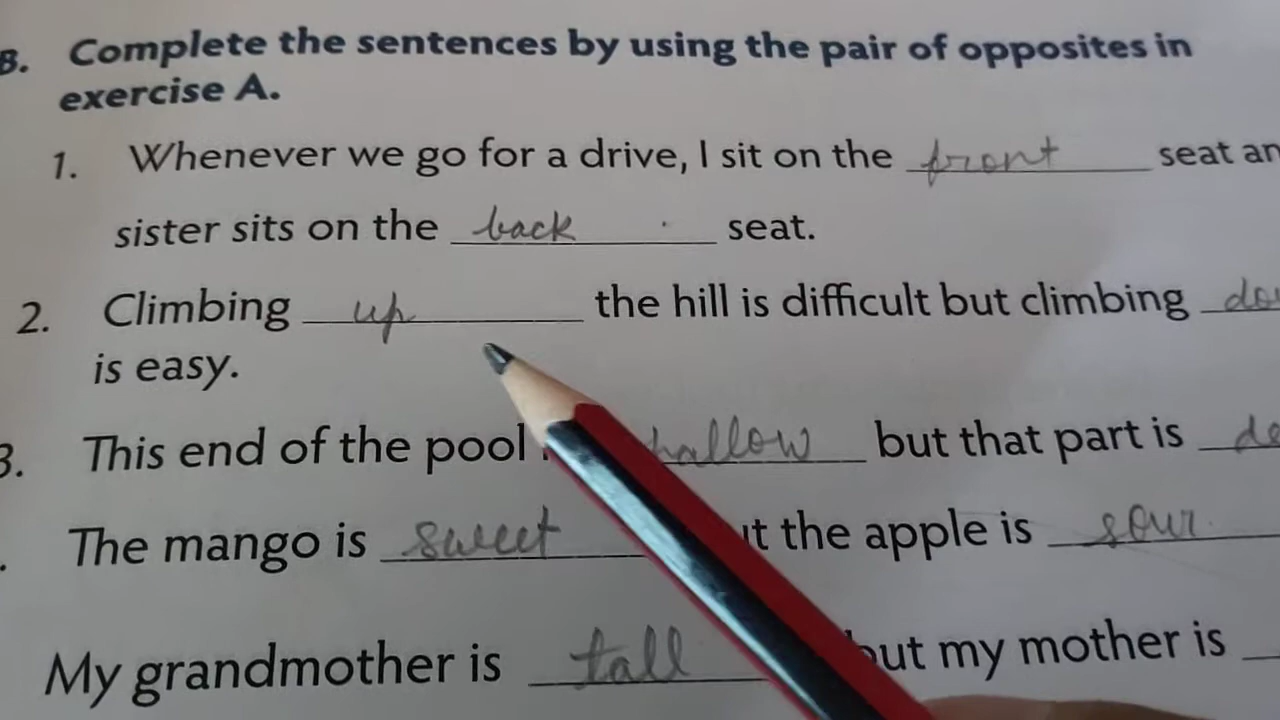 B. Complete the sentences by using the pair of opposites in
exercise A.
1. Whenever we go for a drive, I sit on the front seat an
sister sits on the back seat.
2. Climbing up the hill is difficult but climbing do
is easy.
3. This end of the pool hallow but that part is de
. The mango is sweet ut the apple is sour
My grandmother is tall but my mother is